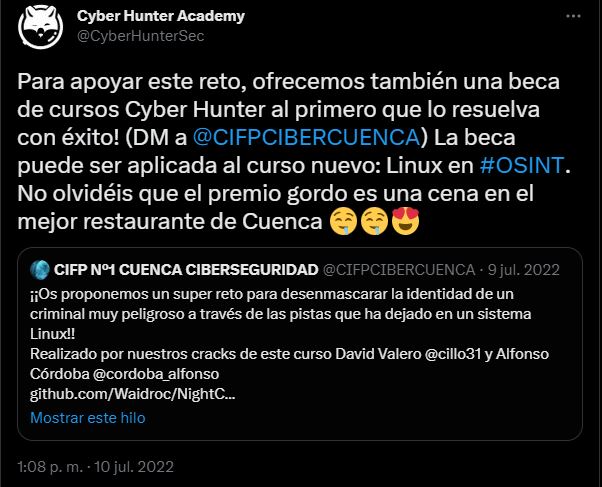 Cyber Hunter Academy
@CyberHunterSec
Para apoyar este reto, ofrecemos también una beca
de cursos Cyber Hunter al primero que lo resuelva
con éxito! (DM a @CIFPCIBERCUENCA) La beca
puede ser aplicada al curso nuevo: Linux en #OSINT.
No olvidéis que el premio gordo es una cena en el
mejor restaurante de Cuenca 🤤🤤😍
CIFP Nº1 CUENCA CIBERSEGURIDAD @CIFPCIBERCUENCA · 9 jul. 2022
¡¡Os proponemos un super reto para desenmascarar la identidad de un
criminal muy peligroso a través de las pistas que ha dejado en un sistema
Linux!!
Realizado por nuestros cracks de este curso David Valero @cillo31 y Alfonso
Córdoba @cordoba_alfonso
github.com/Waidroc/NightC…
Mostrar este hilo
1:08 p. m. · 10 jul. 2022